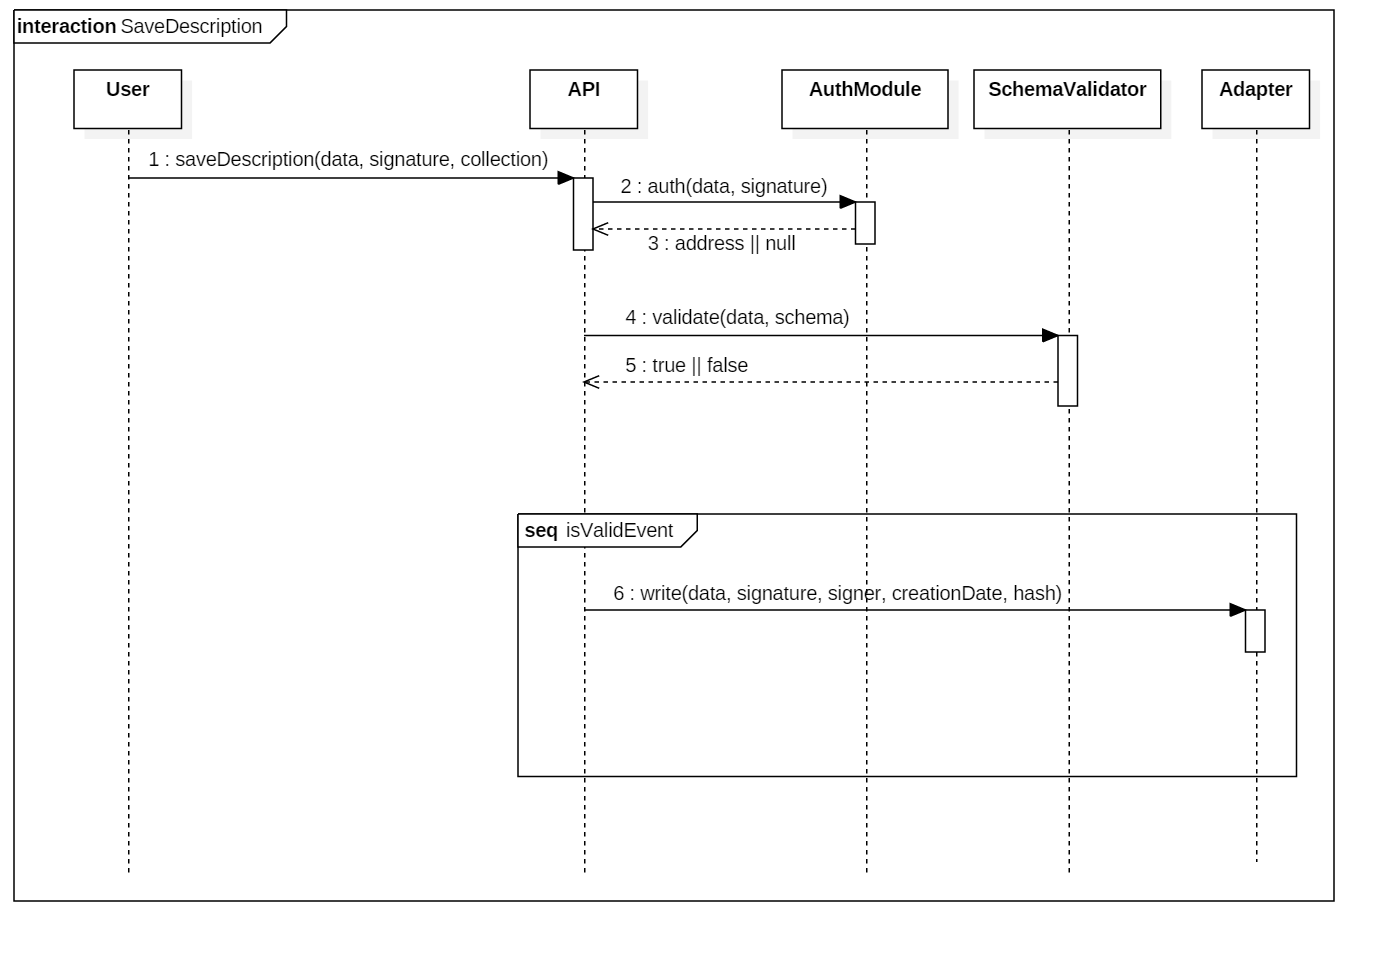 interaction SaveDescription
User
API
AuthModule
SchemaValidator
Adapter
1 : saveDescription(data, signature, collection)
2 : auth(data, signature)
3 : address || null
4 : validate(data, schema)
5 : true || false
seq isValidEvent
6 : write(data, signature, signer, creationDate, hash)